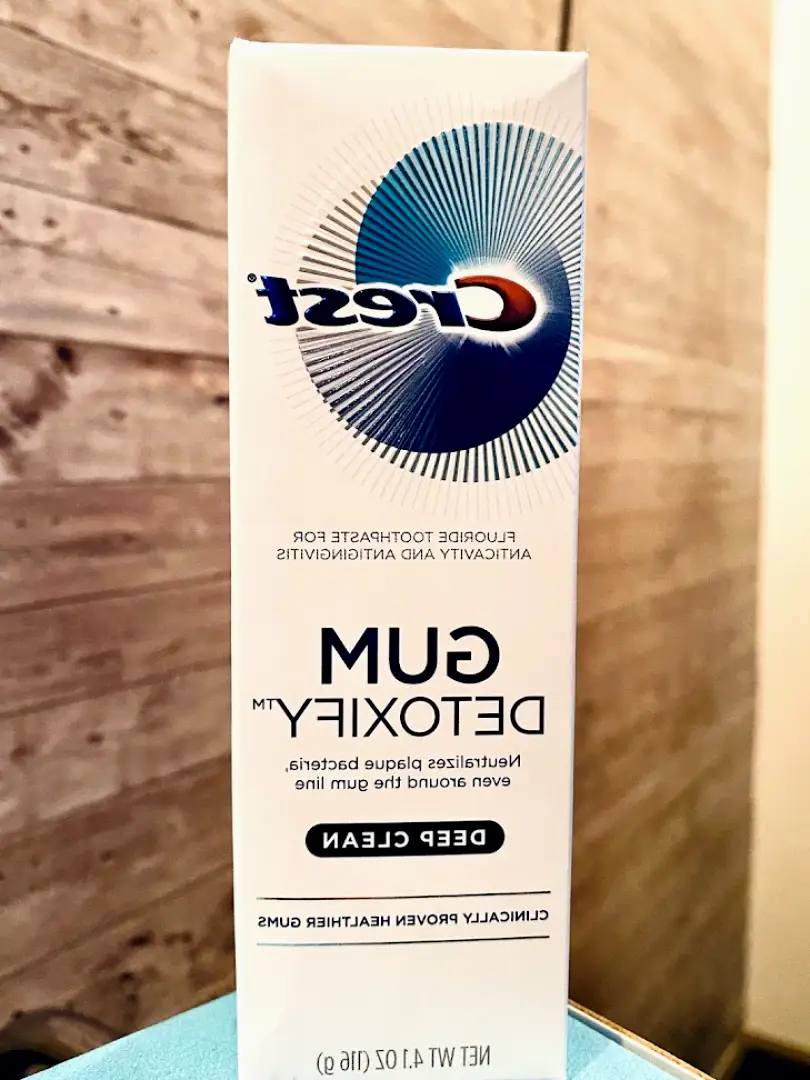 Crest®
FLUORIDE TOOTHPASTE FOR
ANTICAVITY AND ANTIGINGIVITIS
GUM
DETOXIFY™
Neutralizes plaque bacteria,
even around the gum line
DEEP CLEAN
CLINICALLY PROVEN HEALTHIER GUMS
NET WT 4.1 OZ (116 g)